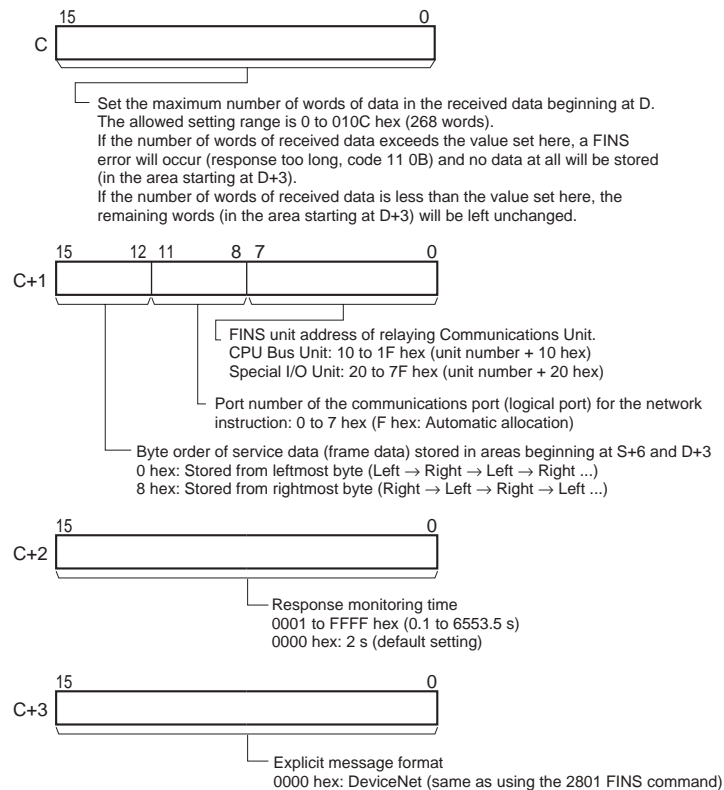 15 0
C
Set the maximum number of words of data in the received data beginning at D.
The allowed setting range is 0 to 010C hex (268 words).
If the number of words of received data exceeds the value set here, a FINS
error will occur (response too long, code 11 0B) and no data at all will be stored
(in the area starting at D+3).
If the number of words of received data is less than the value set here, the
remaining words (in the area starting at D+3) will be left unchanged.
15 12 11 8 7 0
C+1
FINS unit address of relaying Communications Unit.
CPU Bus Unit: 10 to 1F hex (unit number + 10 hex)
Special I/O Unit: 20 to 7F hex (unit number + 20 hex)
Port number of the communications port (logical port) for the network
instruction: 0 to 7 hex (F hex: Automatic allocation)
Byte order of service data (frame data) stored in areas beginning at S+6 and D+3
0 hex: Stored from leftmost byte (Left → Right → Left → Right ...)
8 hex: Stored from rightmost byte (Right → Left → Right → Left ...)
15 0
C+2
Response monitoring time
0001 to FFFF hex (0.1 to 6553.5 s)
0000 hex: 2 s (default setting)
15 0
C+3
Explicit message format
0000 hex: DeviceNet (same as using the 2801 FINS command)